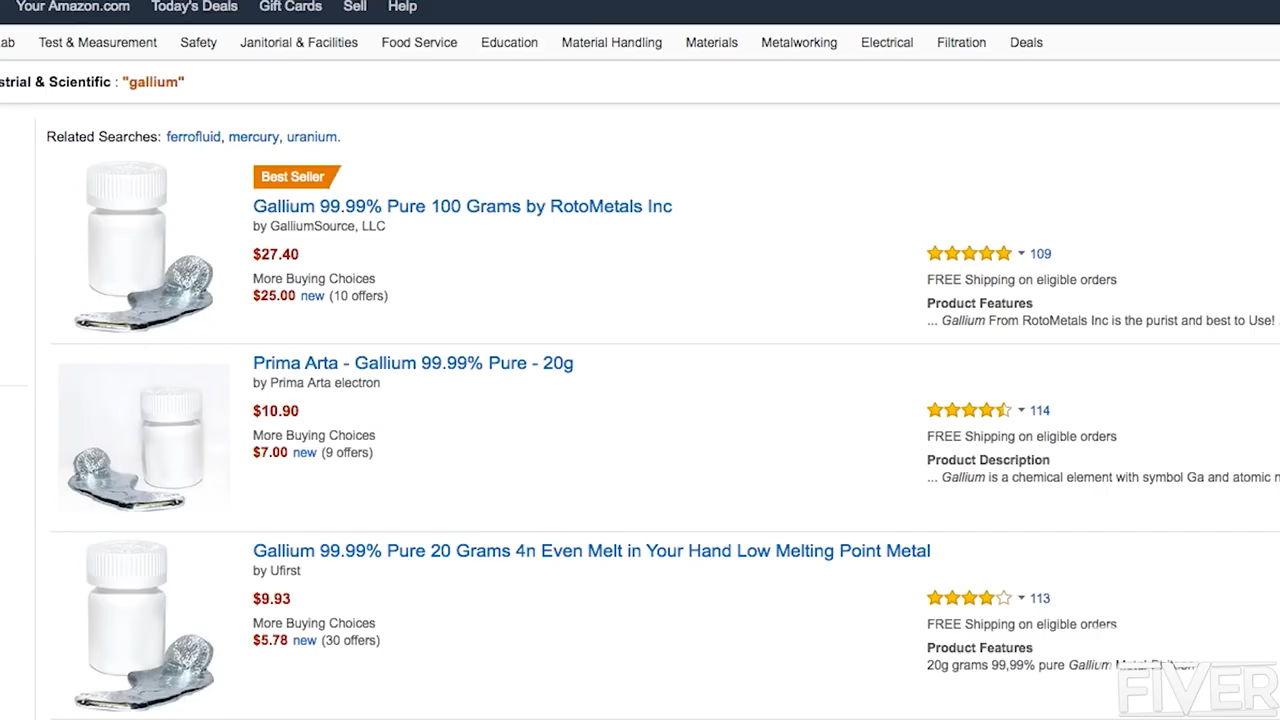 Your Amazon.com Today's Deals Gift Cards Sell Help
ab Test & Measurement Safety Janitorial & Facilities Food Service Education Material Handling Materials Metalworking Electrical Filtration Deals
strial & Scientific : "gallium"
Related Searches: ferrofluid, mercury, uranium.
Best Seller
Gallium 99.99% Pure 100 Grams by RotoMetals Inc
by GalliumSource, LLC
$27.40
More Buying Choices
$25.00 new (10 offers)
109
FREE Shipping on eligible orders
Product Features
... Gallium From RotoMetals Inc is the purist and best to Use!
Prima Arta - Gallium 99.99% Pure - 20g
by Prima Arta electron
$10.90
More Buying Choices
$7.00 new (9 offers)
114
FREE Shipping on eligible orders
Product Description
... Gallium is a chemical element with symbol Ga and atomic n
Gallium 99.99% Pure 20 Grams 4n Even Melt in Your Hand Low Melting Point Metal
by Ufirst
$9.93
More Buying Choices
$5.78 new (30 offers)
113
FREE Shipping on eligible orders
Product Features
20g grams 99,99% pure Gallium Metal
FIVER